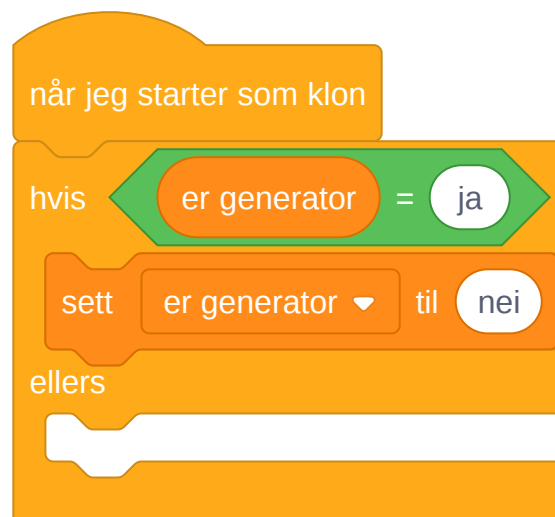 når jeg starter som klon
hvis er generator = ja
sett er generator til nei
ellers